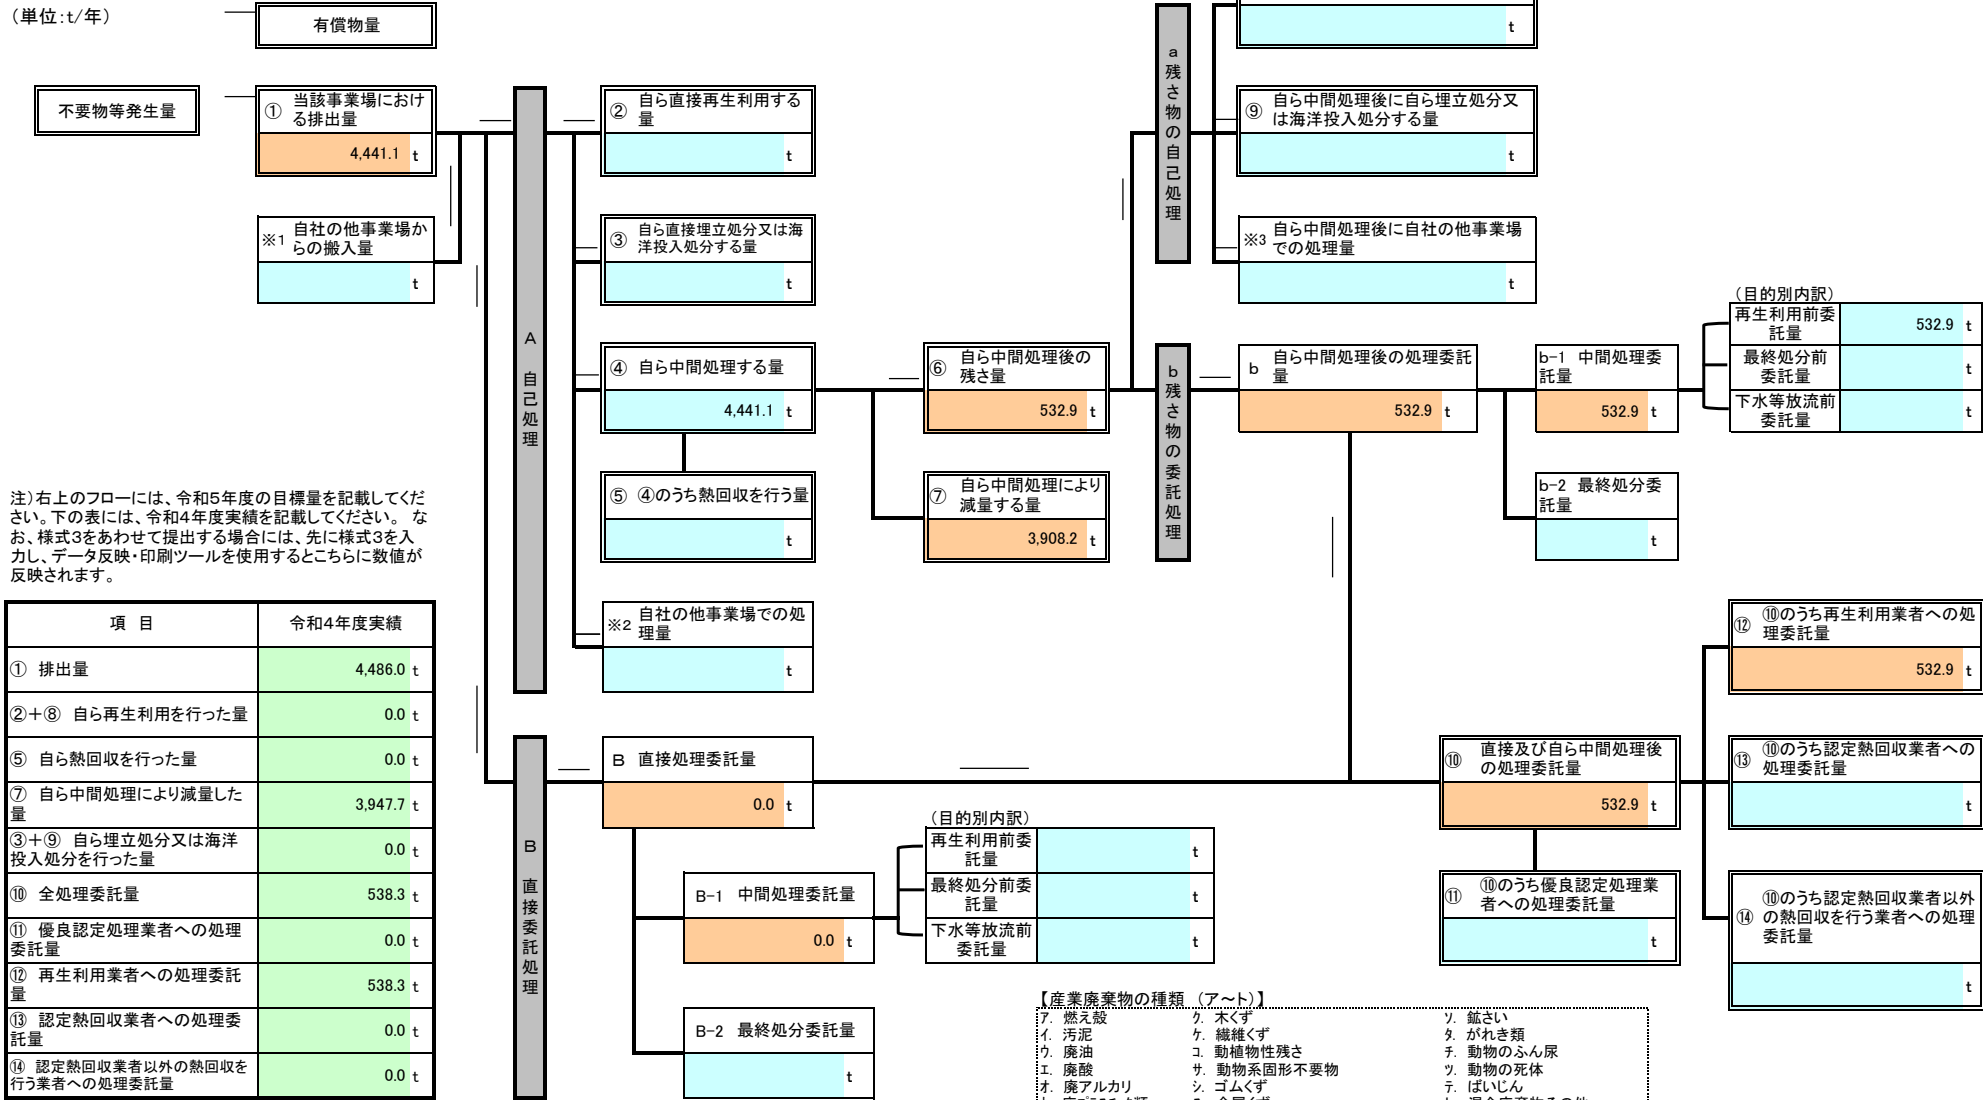 （単位：t/年）
有償物量
t
不要物等発生量
① 当該事業場におけ
る排出量
4,441.1 t
※1 自社の他事業場か
らの搬入量
t
A 自己処理
② 自ら直接再生利用する
量
t
③ 自ら直接埋立処分又は海
洋投入処分する量
t
④ 自ら中間処理する量
4,441.1 t
⑤ ④のうち熱回収を行う量
t
※2 自社の他事業場での処
理量
t
⑥ 自ら中間処理後の
残さ量
532.9 t
⑦ 自ら中間処理により
減量する量
3,908.2 t
a 残さ物の自己処理
⑨ 自ら中間処理後に自ら埋立処分又
は海洋投入処分する量
t
※3 自ら中間処理後に自社の他事業場
での処理量
t
b 残さ物の委託処理
b 自ら中間処理後の処理委託
量
532.9 t
b-1 中間処理委
託量
532.9 t
b-2 最終処分委
託量
t
（目的別内訳）
再生利用前委
託量
532.9 t
最終処分前
委託量
t
下水等放流前
委託量
t
注）右上のフローには、令和5年度の目標量を記載してくだ
さい。下の表には、令和4年度実績を記載してください。 な
お、様式3をあわせて提出する場合には、先に様式3を入
力し、データ反映・印刷ツールを使用するとこちらに数値が
反映されます。
項 目 令和4年度実績
① 排出量 4,486.0 t
②＋⑧ 自ら再生利用を行った量 0.0 t
⑤ 自ら熱回収を行った量 0.0 t
⑦ 自ら中間処理により減量した
量 3,947.7 t
③＋⑨ 自ら埋立処分又は海洋
投入処分を行った量 0.0 t
⑩ 全処理委託量 538.3 t
⑪ 優良認定処理業者への処理
委託量 0.0 t
⑫ 再生利用業者への処理委託
量 538.3 t
⑬ 認定熱回収業者への処理委
託量 0.0 t
⑭ 認定熱回収業者以外の熱回収を
行う業者への処理委託量 0.0 t
B 直接委託処理
B 直接処理委託量
0.0 t
B-1 中間処理委託量
0.0 t
B-2 最終処分委託量
t
（目的別内訳）
再生利用前委
託量
t
最終処分前委
託量
t
下水等放流前
委託量
t
⑩ 直接及び自ら中間処理後
の処理委託量
532.9 t
⑪ ⑩のうち優良認定処理業
者への処理委託量
t
⑫ ⑩のうち再生利用業者への処
理委託量
532.9 t
⑬ ⑩のうち認定熱回収業者への
処理委託量
t
⑭ ⑩のうち認定熱回収業者以外
の熱回収を行う業者への処理
委託量
t
【産業廃棄物の種類 （ア～ト）】
ア. 燃え殻 ク. 木くず ソ. 鉱さい
イ. 汚泥 ケ. 繊維くず タ. がれき類
ウ. 廃油 コ. 動植物性残さ チ. 動物のふん尿
エ. 廃酸 サ. 動物系固形不要物 ツ. 動物の死体
オ. 廃アルカリ シ. ゴムくず テ. ばいじん